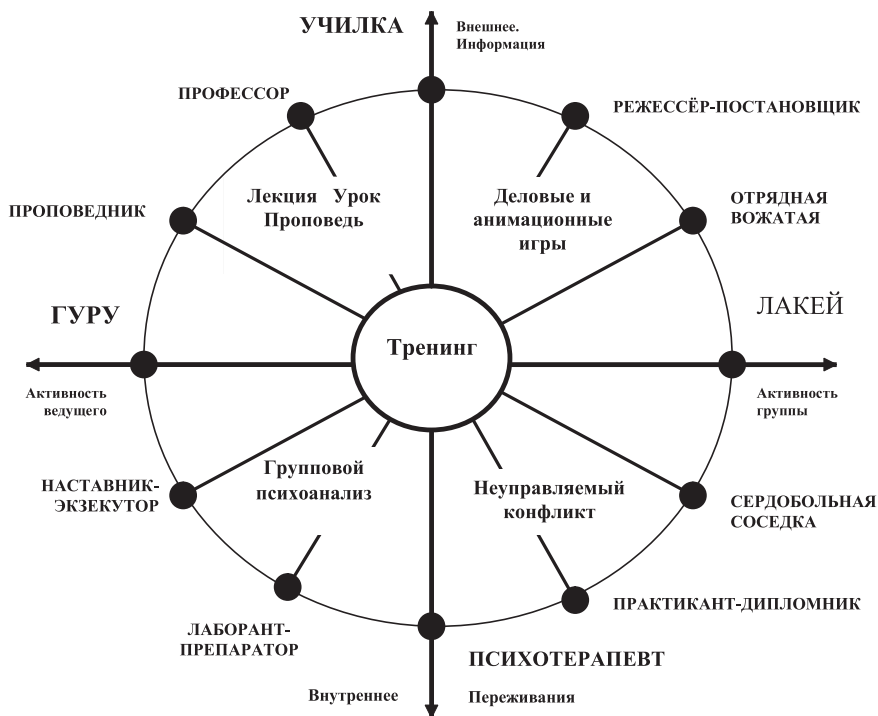 УЧИЛКА
Внешнее.
Информация
ПРОФЕССОР
РЕЖЕССЁР-ПОСТАНОВЩИК
Лекция Урок
Проповедь
Деловые и
анимационные
игры
ПРОПОВЕДНИК
ОТРЯДНАЯ
ВОЖАТАЯ
ГУРУ
ЛАКЕЙ
Тренинг
Активность
ведущего
Активность
группы
Групповой
психоанализ
Неуправляемый
конфликт
НАСТАВНИК-
ЭКЗЕКУТОР
СЕРДОБОЛЬНАЯ
СОСЕДКА
ПРАКТИКАНТ-ДИПЛОМНИК
ЛАБОРАНТ-
ПРЕПАРАТОР
ПСИХОТЕРАПЕВТ
Внутреннее
Переживания